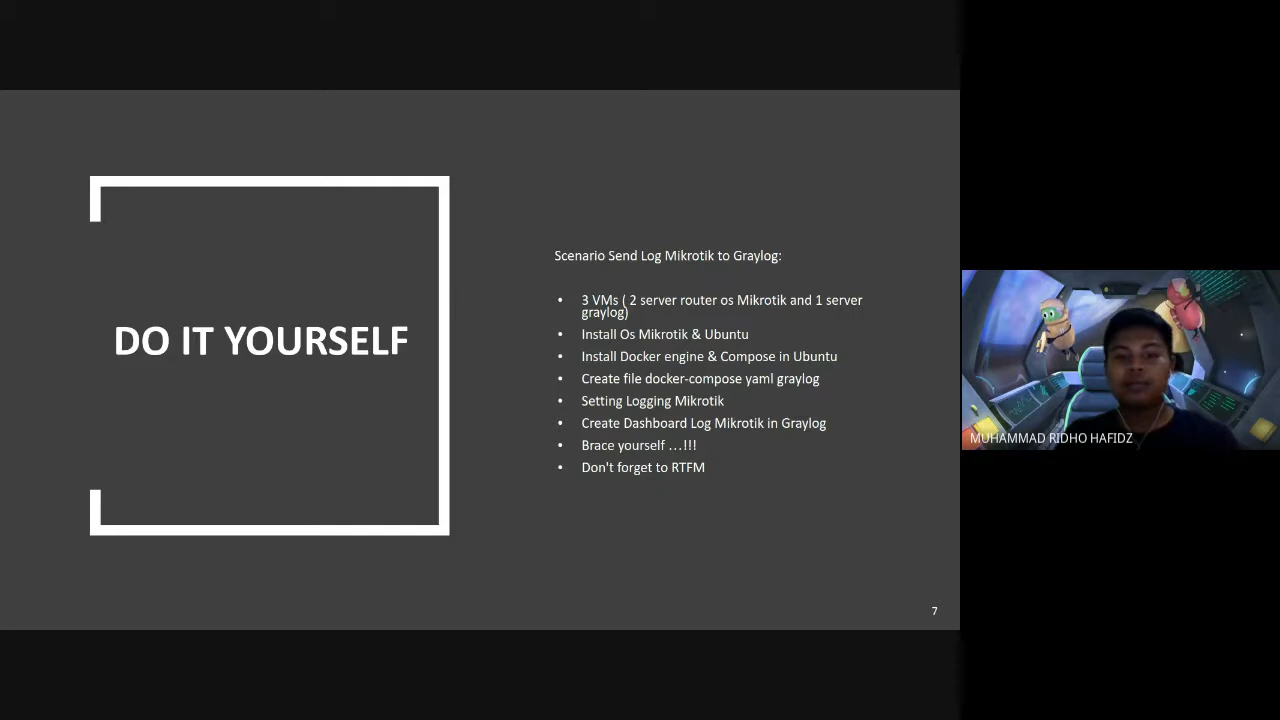 DO IT YOURSELF
Scenario Send Log Mikrotik to Graylog:
• 3 VMs ( 2 server router os Mikrotik and 1 server
graylog)
• Install Os Mikrotik & Ubuntu
• Install Docker engine & Compose in Ubuntu
• Create file docker-compose yaml graylog
• Setting Logging Mikrotik
• Create Dashboard Log Mikrotik in Graylog
• Brace yourself …!!!
• Don't forget to RTFM
7
MUHAMMAD RIDHO HAFIDZ